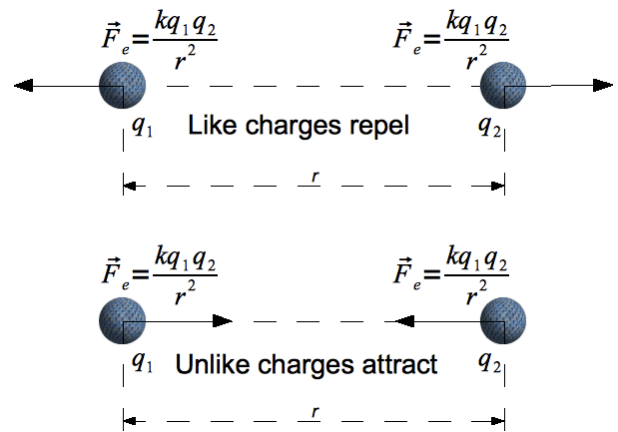 F⃗ₑ = kq₁q₂/r² F⃗ₑ = kq₁q₂/r²
q₁ Like charges repel q₂
r
F⃗ₑ = kq₁q₂/r² F⃗ₑ = kq₁q₂/r²
q₁ Unlike charges attract q₂
r